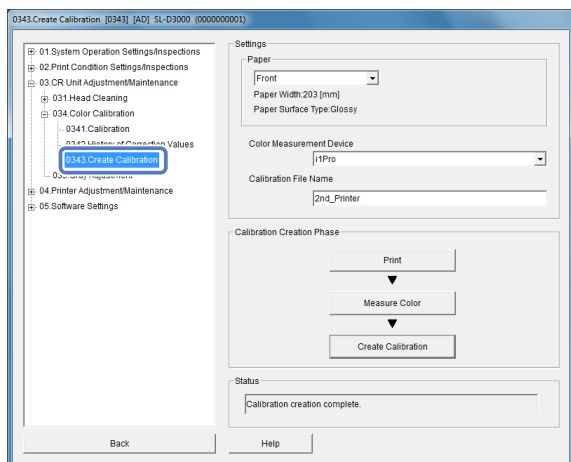 0343.Create Calibration [0343] [AD] SL-D3000 (0000000001)
01.System Operation Settings/Inspections
02.Print Condition Settings/Inspections
03.CR Unit Adjustment/Maintenance
031.Head Cleaning
034.Color Calibration
0341.Calibration
0342.History of Correction Values
0343.Create Calibration
Gray Adjustment
04.Printer Adjustment/Maintenance
05.Software Settings
Back
Settings
Paper
Front
Paper Width:203 [mm]
Paper Surface Type:Glossy
Color Measurement Device
i1Pro
Calibration File Name
2nd_Printer
Calibration Creation Phase
Print
Measure Color
Create Calibration
Status
Calibration creation complete.
Help